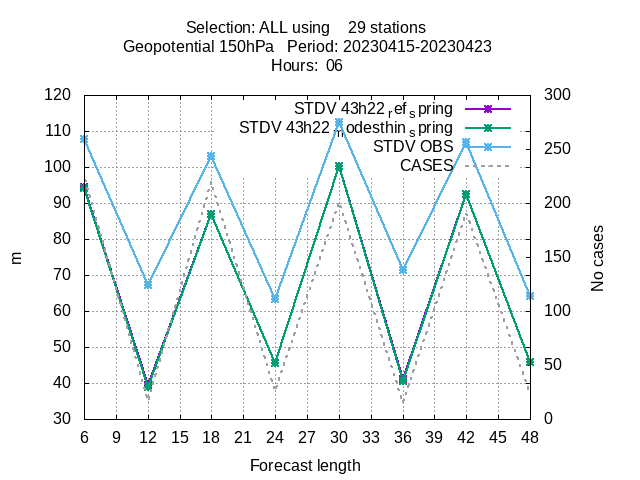 Selection: ALL using    29 stations
Geopotential 150hPa   Period: 20230415-20230423
Hours:  06
STDV 43h22_ref_spring
STDV 43h22_modesthin_spring
STDV OBS
CASES
120
110
100
90
80
70
60
50
40
30
300
250
200
150
100
50
0
m
No cases
6 9 12 15 18 21 24 27 30 33 36 39 42 45 48
Forecast length